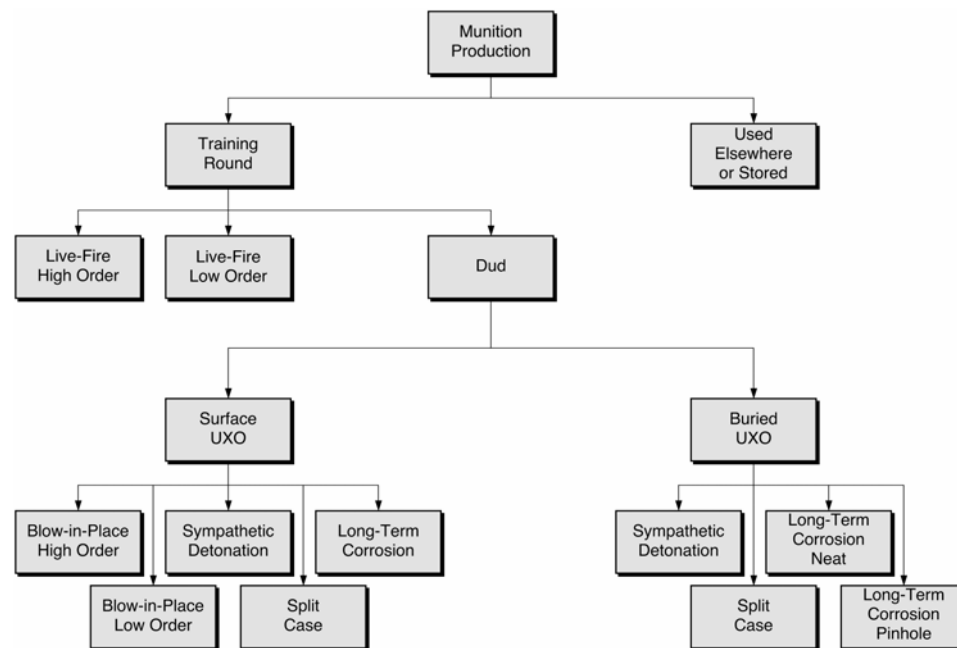 Munition
Production
Training
Round
Used
Elsewhere
or Stored
Live-Fire
High Order
Live-Fire
Low Order
Dud
Surface
UXO
Buried
UXO
Blow-in-Place
High Order
Sympathetic
Detonation
Long-Term
Corrosion
Blow-in-Place
Low Order
Split
Case
Sympathetic
Detonation
Long-Term
Corrosion
Neat
Split
Case
Long-Term
Corrosion
Pinhole